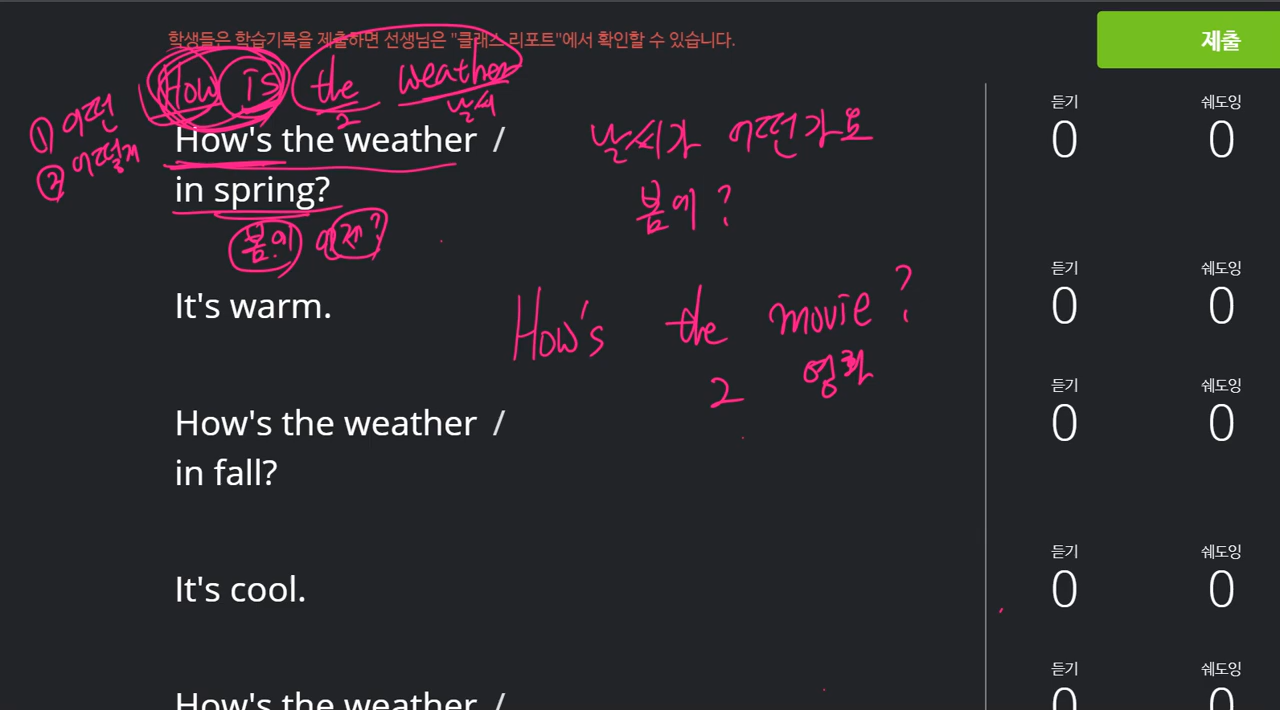 학생들은 학습기록을 제출하면 선생님은 "클래스 리포트"에서 확인할 수 있습니다.
제출
How is the weather
2 날씨
① 어떤
② 어떻게
How's the weather /
in spring?
봄에 언제?
날씨가 어떤가요
봄에?
듣기 쉐도잉
0 0
It's warm.
How's the movie?
2 영화
듣기 쉐도잉
0 0
How's the weather /
in fall?
듣기 쉐도잉
0 0
It's cool.
듣기 쉐도잉
0 0
How's the weather /
듣기 쉐도잉
0 0